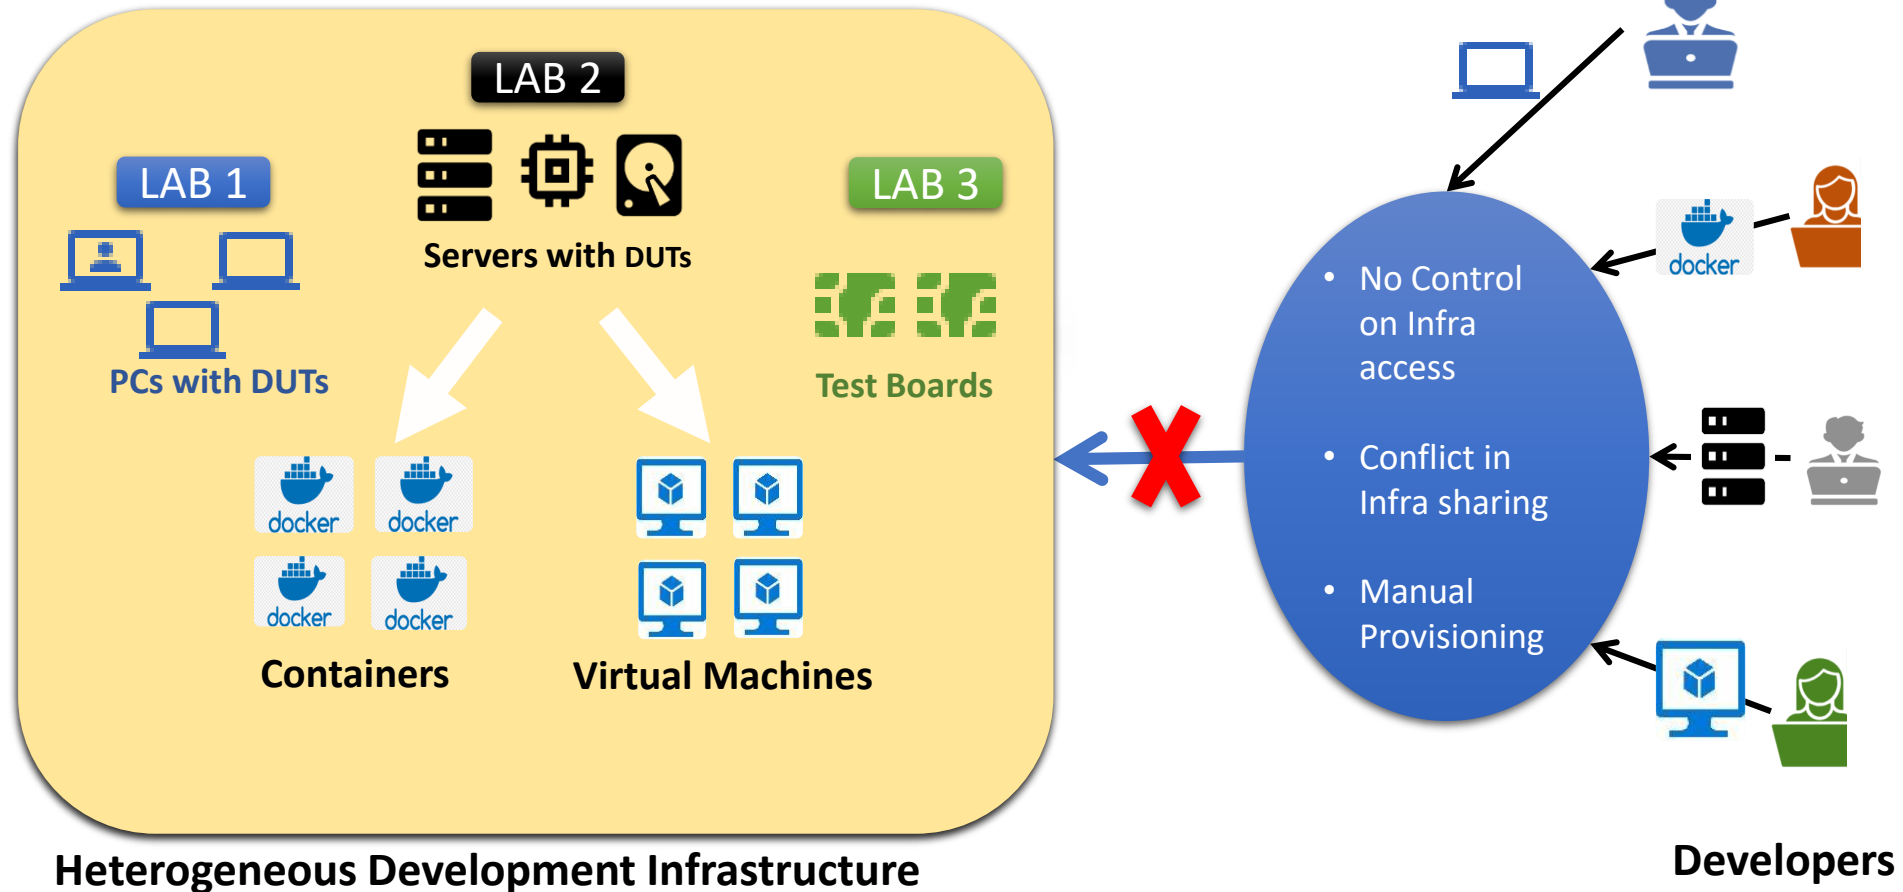 LAB 2
LAB 1
LAB 3
Servers with DUTs
PCs with DUTs
Test Boards
docker
docker
docker
docker
Containers
Virtual Machines
Heterogeneous Development Infrastructure
• No Control
on Infra
access
• Conflict in
Infra sharing
• Manual
Provisioning
docker
Developers